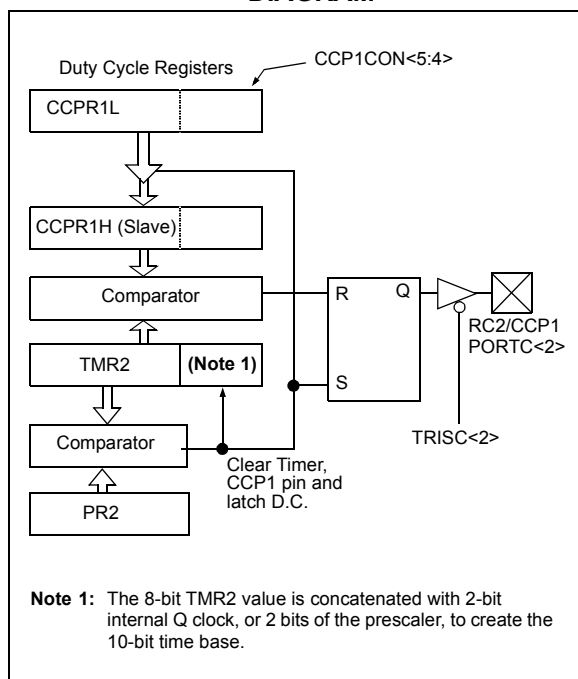 DIAGRAM
Duty Cycle Registers
CCP1CON<5:4>
CCPR1L
CCPR1H (Slave)
Comparator
R
Q
RC2/CCP1
PORTC<2>
TMR2
(Note 1)
S
TRISC<2>
Comparator
Clear Timer,
CCP1 pin and
latch D.C.
PR2
Note 1: The 8-bit TMR2 value is concatenated with 2-bit
internal Q clock, or 2 bits of the prescaler, to create the
10-bit time base.